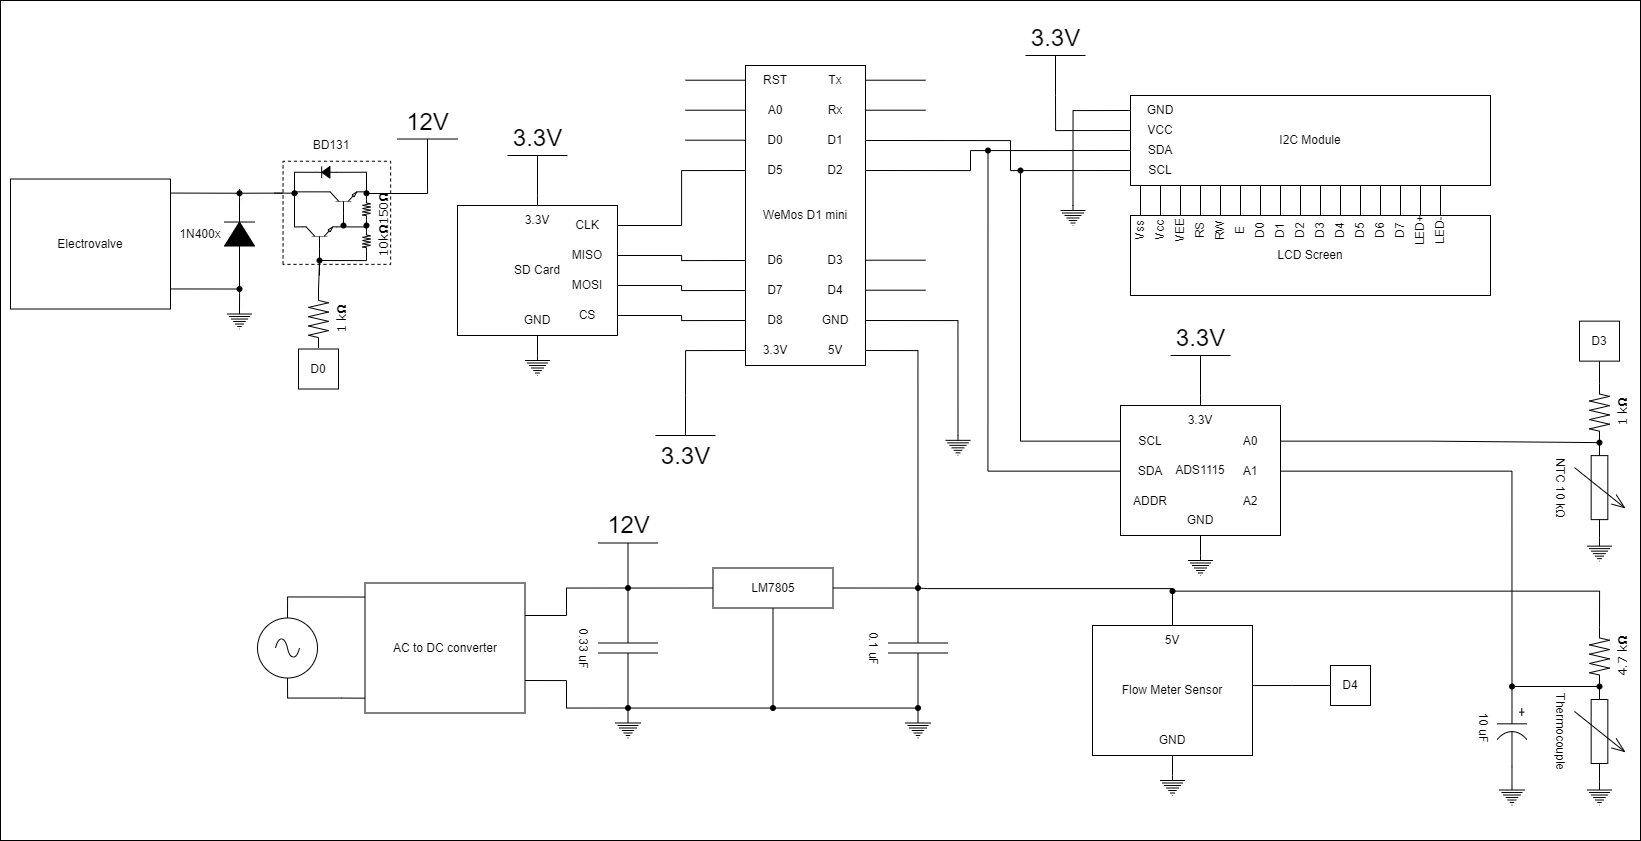 3.3V
RST
Tx
A0
Rx
D0
D1
D5
D2
WeMos D1 mini
D6
D3
D7
D4
D8
GND
3.3V
5V
3.3V
GND
VCC
SDA
SCL
I2C Module
Vss
Vcc
VEE
RS
RW
E
D0
D1
D2
D3
D4
D5
D6
D7
LED+
LED-
LCD Screen
12V
BD131
150Ω
10kΩ
1N400x
Electrovalve
1 kΩ
D0
3.3V
3.3V
CLK
MISO
SD Card
MOSI
GND
CS
3.3V
3.3V
SCL
A0
SDA
ADS1115
A1
ADDR
A2
GND
D3
1 kΩ
NTC 10 kΩ
12V
LM7805
0.33 uF
0.1 uF
AC to DC converter
5V
Flow Meter Sensor
GND
D4
4.7 kΩ
10 uF
+
Thermocouple